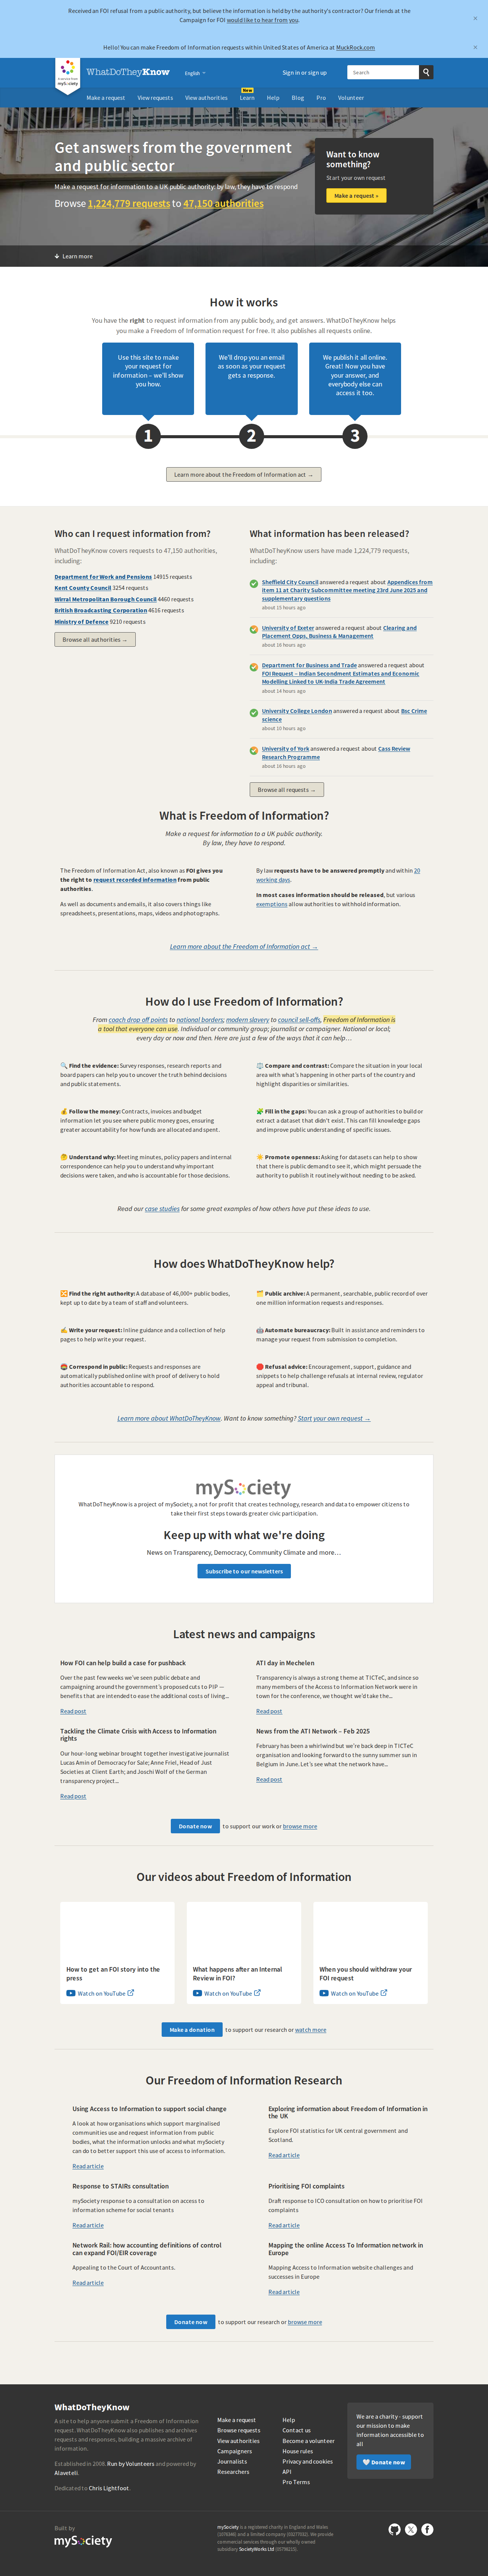 Received an FOI refusal from a public authority, but believe the information is held by the authority's contractor? Our friends at the
Campaign for FOI would like to hear from you.
×
Hello! You can make Freedom of Information requests within United States of America at MuckRock.com
×
mySociety
WhatDoTheyKnow
English
Sign in or sign up
Search
Make a request
View requests
View authorities
New
Learn
Help
Blog
Pro
Volunteer
Get answers from the government
and public sector
Make a request for information to a UK public authority: by law, they have to respond
Browse 1,224,779 requests to 47,150 authorities
Want to know
something?
Start your own request
Make a request »
Learn more
How it works
You have the right to request information from any public body, and get answers. WhatDoTheyKnow helps
you make a Freedom of Information request for free. It also publishes all requests online.
Use this site to make
your request for
information – we'll show
you how.
We'll drop you an email
as soon as your request
gets a response.
We publish it all online.
Great! Now you have
your answer, and
everybody else can
access it too.
1
2
3
Learn more about the Freedom of Information act →
Who can I request information from?
WhatDoTheyKnow covers requests to 47,150 authorities,
including:
Department for Work and Pensions 14915 requests
Kent County Council 3254 requests
Wirral Metropolitan Borough Council 4460 requests
British Broadcasting Corporation 4616 requests
Ministry of Defence 9210 requests
Browse all authorities →
What information has been released?
WhatDoTheyKnow users have made 1,224,779 requests,
including:
Sheffield City Council answered a request about Appendices from
item 11 at Charity Subcommittee meeting 23rd June 2025 and
supplementary questions
about 15 hours ago
University of Exeter answered a request about Clearing and
Placement Opps, Business & Management
about 16 hours ago
Department for Business and Trade answered a request about
FOI Request – Indian Secondment Estimates and Economic
Modelling Linked to UK-India Trade Agreement
about 14 hours ago
University College London answered a request about Bsc Crime
science
about 10 hours ago
University of York answered a request about Cass Review
Research Programme
about 16 hours ago
Browse all requests →
What is Freedom of Information?
Make a request for information to a UK public authority.
By law, they have to respond.
The Freedom of Information Act, also known as FOI gives you
the right to request recorded information from public
authorities.
As well as documents and emails, it also covers things like
spreadsheets, presentations, maps, videos and photographs.
By law requests have to be answered promptly and within 20
working days.
In most cases information should be released, but various
exemptions allow authorities to withhold information.
Learn more about the Freedom of Information act →
How do I use Freedom of Information?
From coach drop off points to national borders; modern slavery to council sell-offs, Freedom of Information is
a tool that everyone can use. Individual or community group; journalist or campaigner. National or local;
every day or now and then. Here are just a few of the ways that it can help…
Find the evidence: Survey responses, research reports and
board papers can help you to uncover the truth behind decisions
and public statements.
Compare and contrast: Compare the situation in your local
area with what's happening in other parts of the country and
highlight disparities or similarities.
Follow the money: Contracts, invoices and budget
information let you see where public money goes, ensuring
greater accountability for how funds are allocated and spent.
Fill in the gaps: You can ask a group of authorities to build or
extract a dataset that didn't exist. This can fill knowledge gaps
and improve public understanding of specific issues.
Understand why: Meeting minutes, policy papers and internal
correspondence can help you to understand why important
decisions were taken, and who is accountable for those decisions.
Promote openness: Asking for datasets can help to show
that there is public demand to see it, which might persuade the
authority to publish it routinely without needing to be asked.
Read our case studies for some great examples of how others have put these ideas to use.
How does WhatDoTheyKnow help?
Find the right authority: A database of 46,000+ public bodies,
kept up to date by a team of staff and volunteers.
Public archive: A permanent, searchable, public record of over
one million information requests and responses.
Write your request: Inline guidance and a collection of help
pages to help write your request.
Automate bureaucracy: Built in assistance and reminders to
manage your request from submission to completion.
Correspond in public: Requests and responses are
automatically published online with proof of delivery to hold
authorities accountable to respond.
Refusal advice: Encouragement, support, guidance and
snippets to help challenge refusals at internal review, regulator
appeal and tribunal.
Learn more about WhatDoTheyKnow. Want to know something? Start your own request →
mySociety
WhatDoTheyKnow is a project of mySociety, a not for profit that creates technology, research and data to empower citizens to
take their first steps towards greater civic participation.
Keep up with what we're doing
News on Transparency, Democracy, Community Climate and more…
Subscribe to our newsletters
Latest news and campaigns
How FOI can help build a case for pushback
Over the past few weeks we've seen public debate and
campaigning around the government's proposed cuts to PIP —
benefits that are intended to ease the additional costs of living...
Read post
ATI day in Mechelen
Transparency is always a strong theme at TICTeC, and since so
many members of the Access to Information Network were in
town for the conference, we thought we'd take the...
Read post
Tackling the Climate Crisis with Access to Information
rights
Our hour-long webinar brought together investigative journalist
Lucas Amin of Democracy for Sale; Anne Friel, Head of Just
Societies at Client Earth; and Joschi Wolf of the German
transparency project...
Read post
News from the ATI Network – Feb 2025
February has been a whirlwind but we're back deep in TICTeC
organisation and looking forward to the sunny summer sun in
Belgium in June. Let's see what the network have...
Read post
Donate now to support our work or browse more
Our videos about Freedom of Information
How to get an FOI story into the
press
Watch on YouTube
What happens after an Internal
Review in FOI?
Watch on YouTube
When you should withdraw your
FOI request
Watch on YouTube
Make a donation to support our research or watch more
Our Freedom of Information Research
Using Access to Information to support social change
A look at how organisations which support marginalised
communities use and request information from public
bodies, what the information unlocks and what mySociety
can do to better support this use of access to information.
Read article
Exploring information about Freedom of Information in
the UK
Explore FOI statistics for UK central government and
Scotland.
Read article
Response to STAIRs consultation
mySociety response to a consultation on access to
information scheme for social tenants
Read article
Prioritising FOI complaints
Draft response to ICO consultation on how to prioritise FOI
complaints
Read article
Network Rail: how accounting definitions of control
can expand FOI/EIR coverage
Appealing to the Court of Accountants.
Read article
Mapping the online Access To Information network in
Europe
Mapping Access to Information website challenges and
successes in Europe
Read article
Donate now to support our research or browse more
WhatDoTheyKnow
A site to help anyone submit a Freedom of Information
request. WhatDoTheyKnow also publishes and archives
requests and responses, building a massive archive of
information.
Established in 2008. Run by Volunteers and powered by
Alaveteli.
Dedicated to Chris Lightfoot.
Make a request
Browse requests
View authorities
Campaigners
Journalists
Researchers
Help
Contact us
Become a volunteer
House rules
Privacy and cookies
API
Pro Terms
We are a charity - support
our mission to make
information accessible to
all
Donate now
Built by
mySociety
mySociety is a registered charity in England and Wales
(1076346) and a limited company (03277032). We provide
commercial services through our wholly owned
subsidiary SocietyWorks Ltd (05798215).